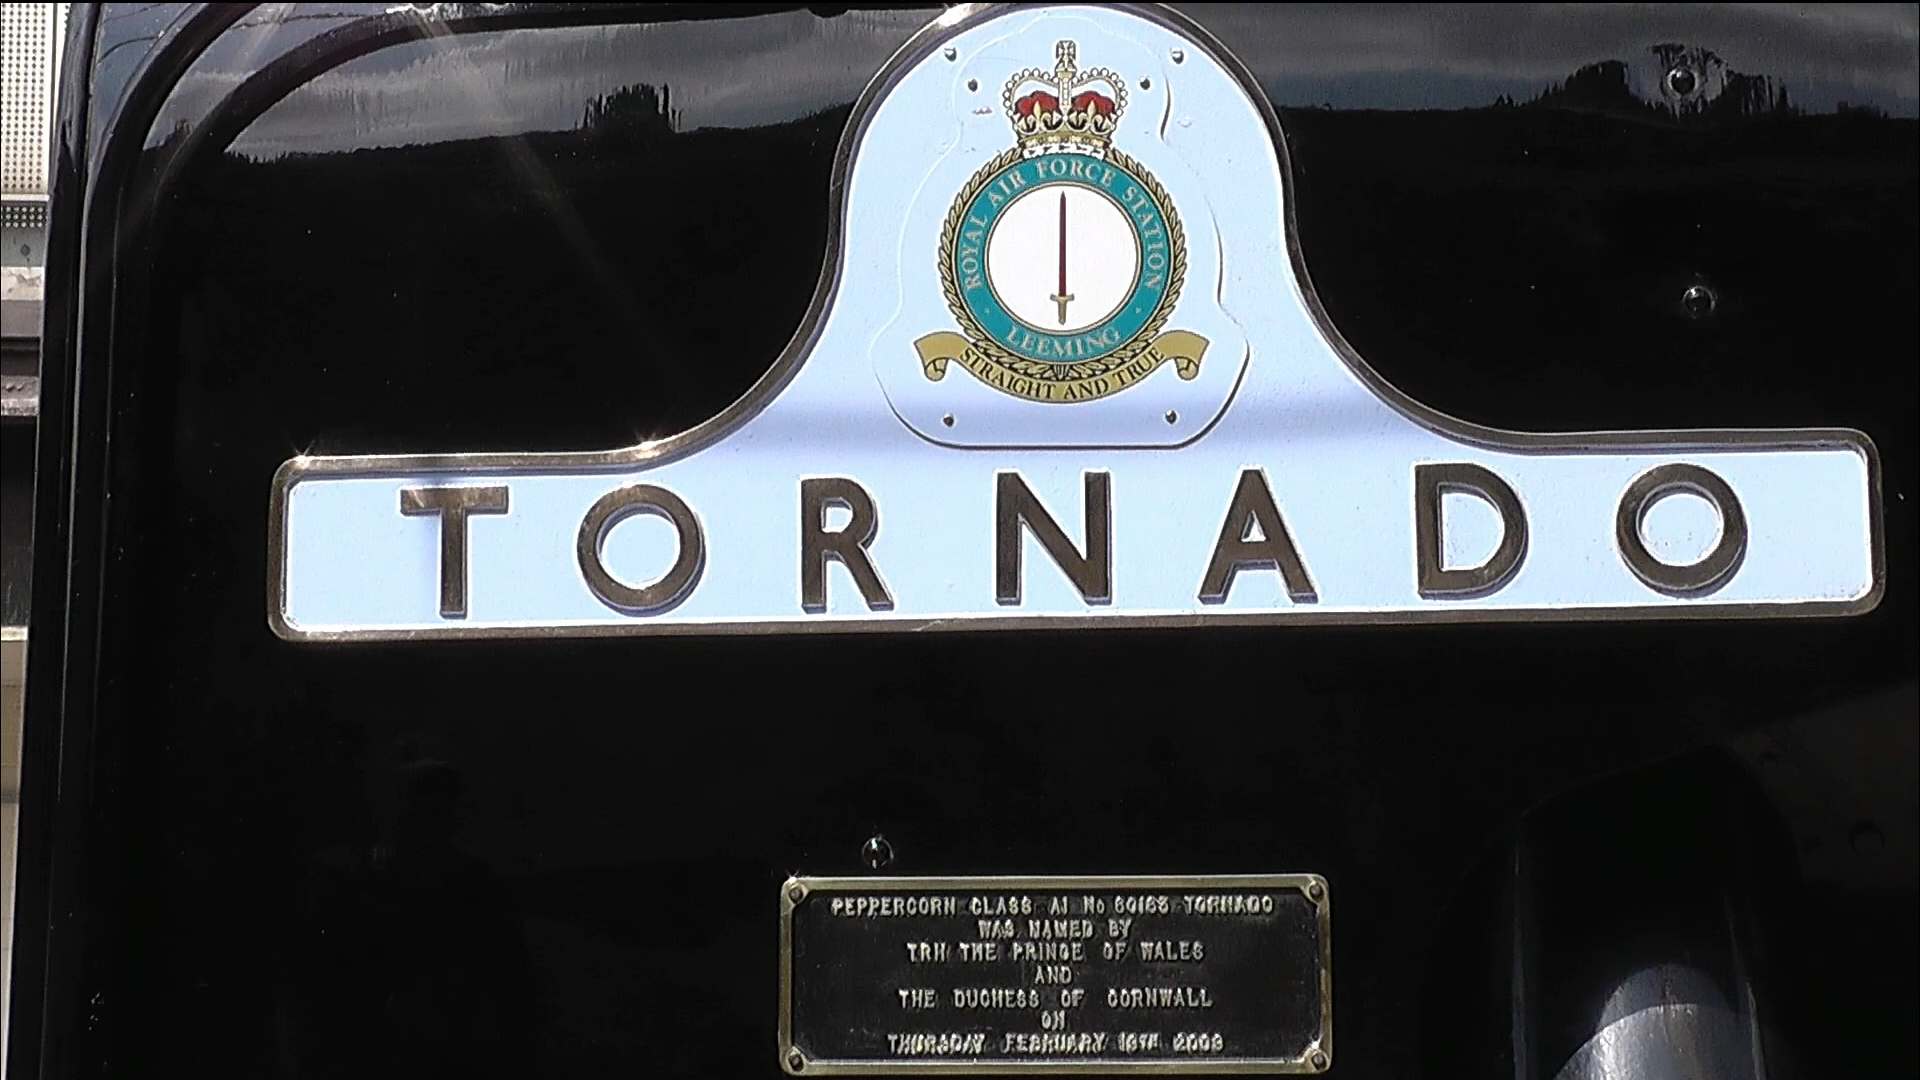 ROYAL AIR FORCE STATION
LEEMING
STRAIGHT AND TRUE
TORNADO
PEPPERCORN CLASS A1 No 60163 TORNADO
WAS NAMED BY
TRH THE PRINCE OF WALES
AND
THE DUCHESS OF CORNWALL
ON
THURSDAY FEBRUARY 19TH 2009